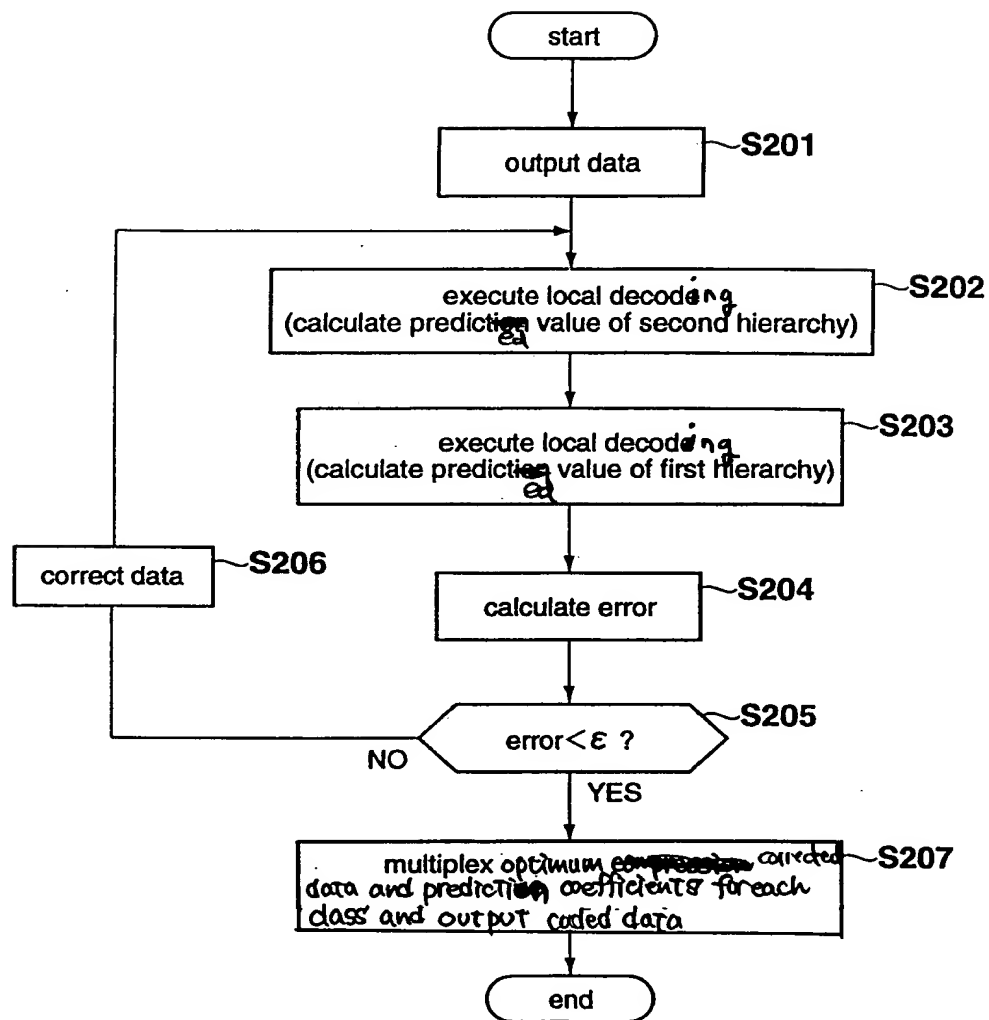 start
output data
S201
execute local decoding
(calculate predicted value of second hierarchy)
S202
execute local decoding
(calculate predicted value of first hierarchy)
S203
correct data
S206
calculate error
S204
error<ε ?
S205
NO
YES
multiplex optimum corrected
data and prediction coefficients for each
class and output coded data
S207
end